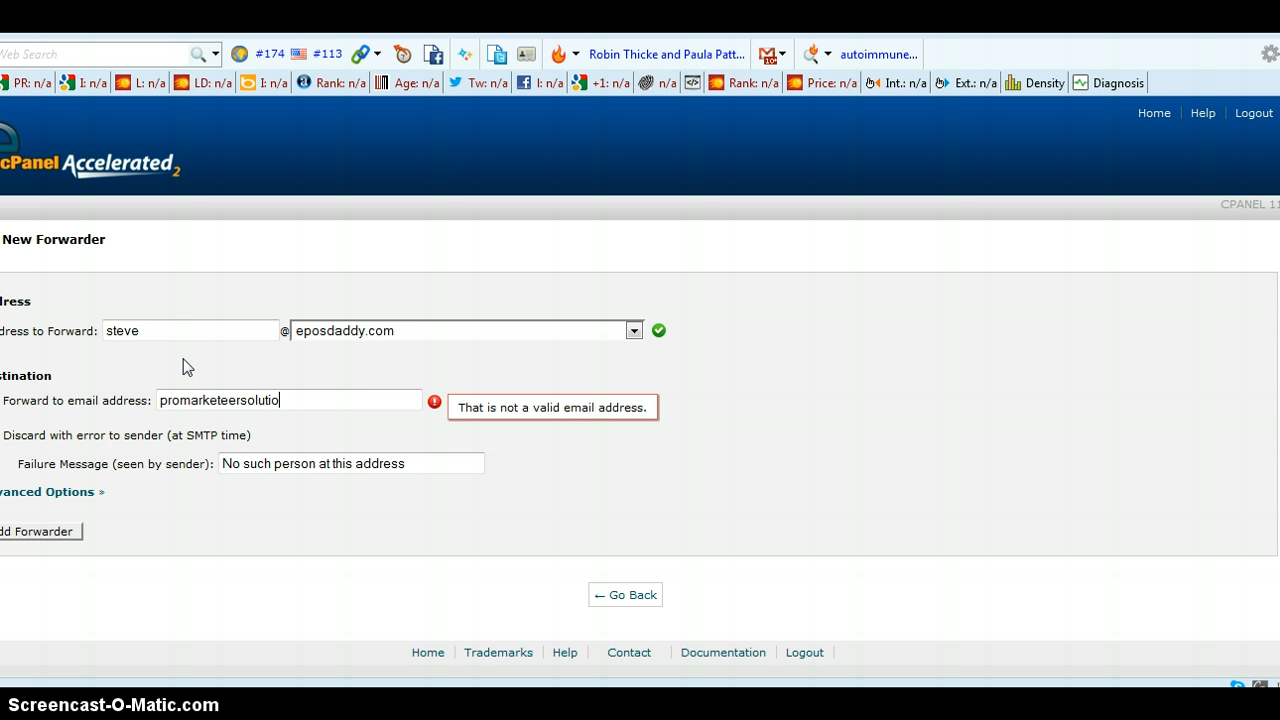 Web Search #174 #113 Robin Thicke and Paula Patt... autoimmune...
PR: n/a I: n/a L: n/a LD: n/a I: n/a Rank: n/a Age: n/a Tw: n/a I: n/a +1: n/a n/a Rank: n/a Price: n/a Int.: n/a Ext.: n/a Density Diagnosis
Home Help Logout
cPanel Accelerated2
CPANEL 11
New Forwarder
dress
dress to Forward: steve @ eposdaddy.com
stination
Forward to email address: promarketeersolutio That is not a valid email address.
Discard with error to sender (at SMTP time)
Failure Message (seen by sender): No such person at this address
vanced Options »
dd Forwarder
← Go Back
Home Trademarks Help Contact Documentation Logout
Screencast-O-Matic.com